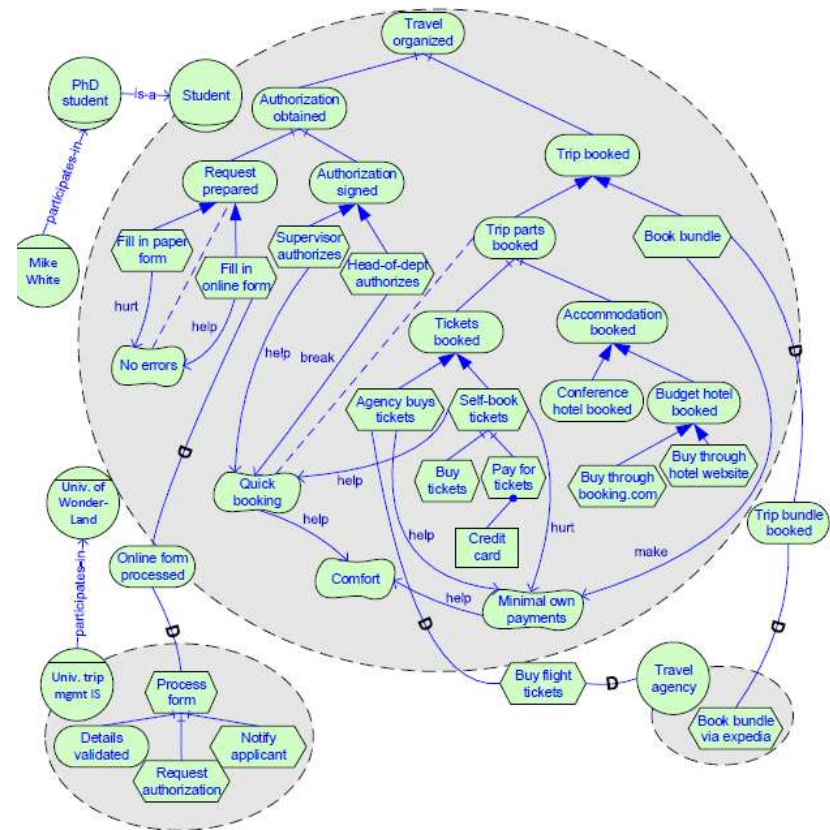 Travel
organized
PhD
student
is-a
Student
Authorization
obtained
participates-in
Trip booked
Request
prepared
Authorization
signed
Mike
White
Fill in paper
form
Fill in
online form
Supervisor
authorizes
Head-of-dept
authorizes
Trip parts
booked
Book bundle
hurt
help
No errors
help
break
Tickets
booked
Accommodation
booked
D
Conference
hotel booked
Budget hotel
booked
Agency buys
tickets
Self-book
tickets
D
Buy
tickets
Pay for
tickets
Buy through
booking.com
Buy through
hotel website
Quick
booking
help
Univ. of
Wonder-
Land
help
Credit
card
help
hurt
make
Trip bundle
booked
Online form
processed
Comfort
help
Minimal own
payments
participates-in
D
D
D
Univ. trip
mgmt IS
Process
form
Buy flight
tickets
D
Travel
agency
Details
validated
Request
authorization
Notify
applicant
Book bundle
via expedia